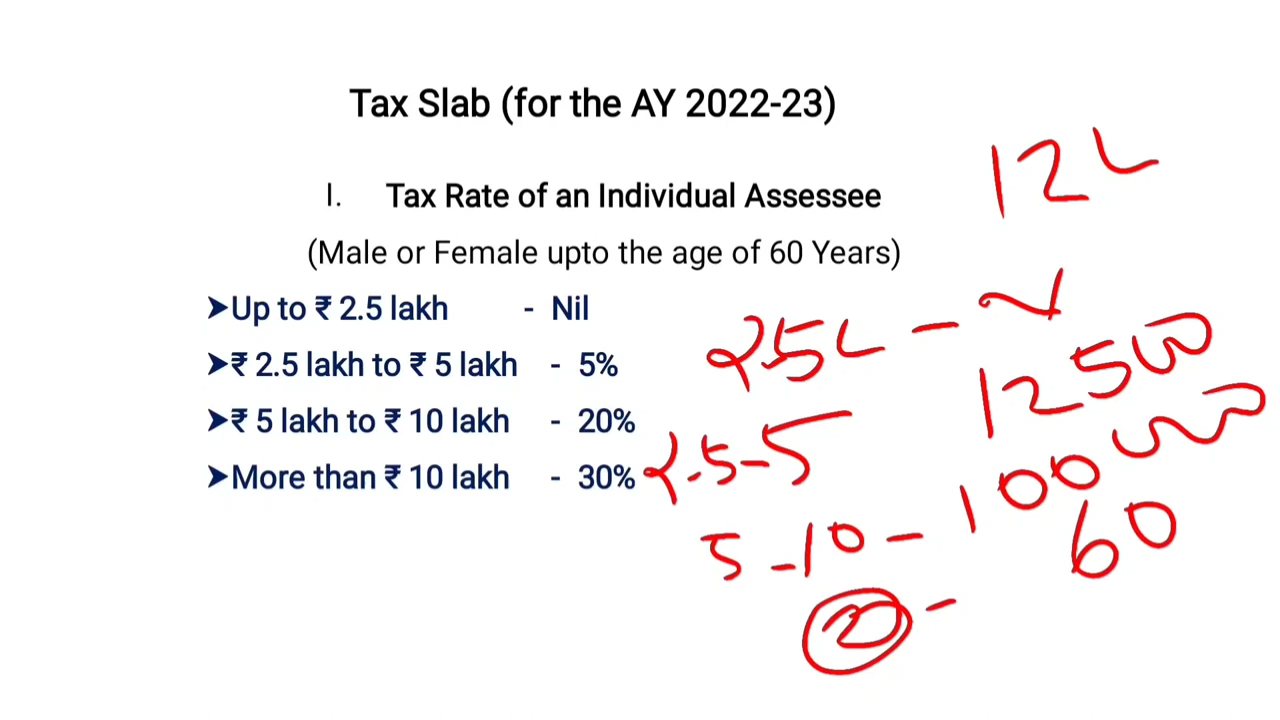 Tax Slab (for the AY 2022-23)
12L
I. Tax Rate of an Individual Assessee
(Male or Female upto the age of 60 Years)
➤Up to ₹ 2.5 lakh - Nil
2.5L -
➤₹ 2.5 lakh to ₹ 5 lakh - 5%
12500
➤₹ 5 lakh to ₹ 10 lakh - 20%
2.5-5
➤More than ₹ 10 lakh - 30%
5-10 - 100000
60